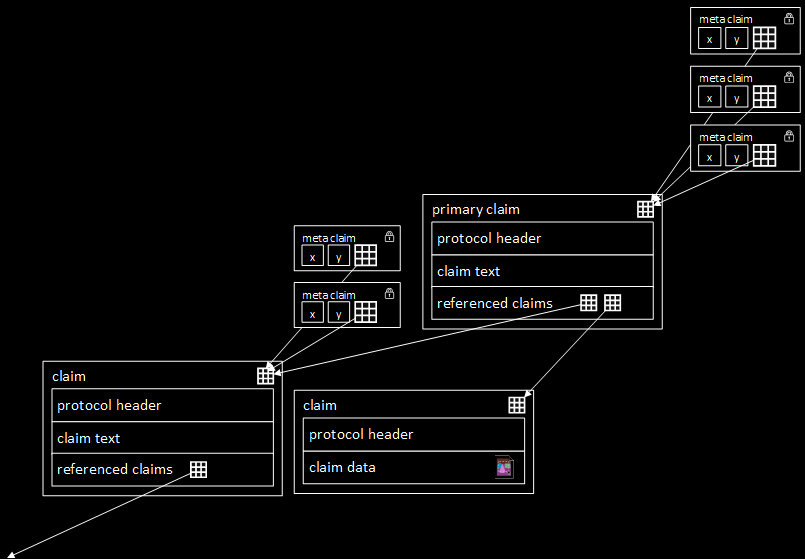 meta claim
x y
meta claim
x y
meta claim
x y
primary claim
protocol header
claim text
referenced claims
meta claim
x y
meta claim
x y
claim
protocol header
claim text
referenced claims
claim
protocol header
claim data